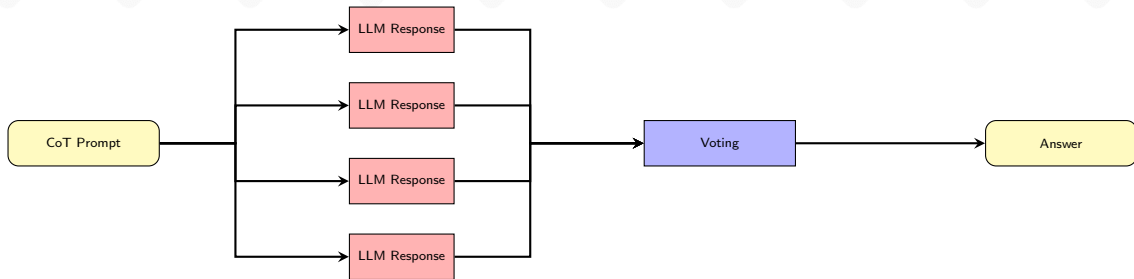 LLM Response
LLM Response
CoT Prompt
Voting
Answer
LLM Response
LLM Response